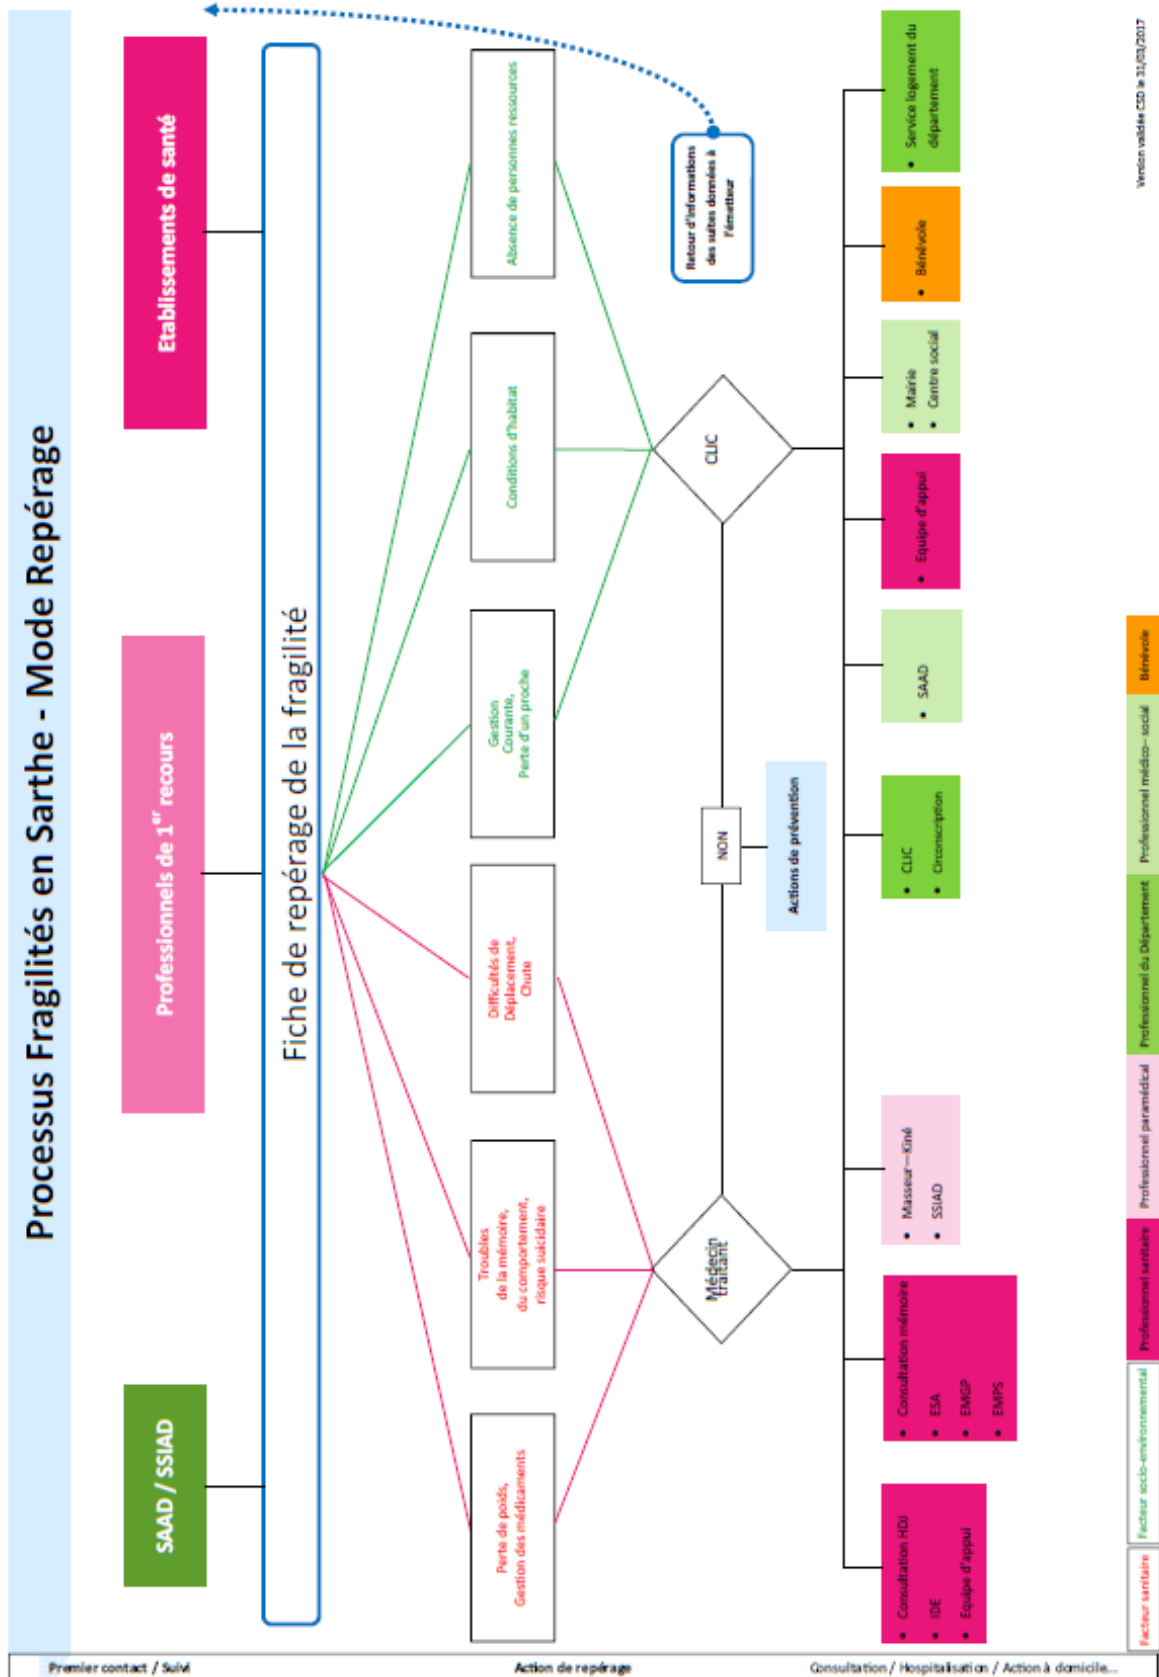 Processus Fragilités en Sarthe - Mode Repérage
Premier contact / Suivi
SAAD / SSIAD
Professionnels de 1er recours
Etablissements de santé
Fiche de repérage de la fragilité
Action de repérage
Perte de poids,
Gestion des médicaments
Troubles
de la mémoire,
du comportement,
risque suicidaire
Difficultés de
Déplacement,
Chute
Gestion
Courante,
Perte d'un proche
Conditions d'habitat
Absence de personnes ressources
Médecin
traitant
NON
CLIC
Retour d'informations
des suites données à
l'émetteur
Actions de prévention
Consultation / Hospitalisation / Action à domicile...
• Consultation HDJ
• IDE
• Equipe d'appui
• Consultation mémoire
• ESA
• EMGP
• EMPS
• Masseur—Kiné
• SSIAD
• CLIC
• Circonscription
• SAAD
• Equipe d'appui
• Mairie
• Centre social
• Bénévole
• Service logement du
département
Facteur sanitaire
Facteur socio-environnemental
Professionnel sanitaire
Professionnel paramédical
Professionnel du Département
Professionnel médico- social
Bénévole
Version validée CSD le 31/03/2017